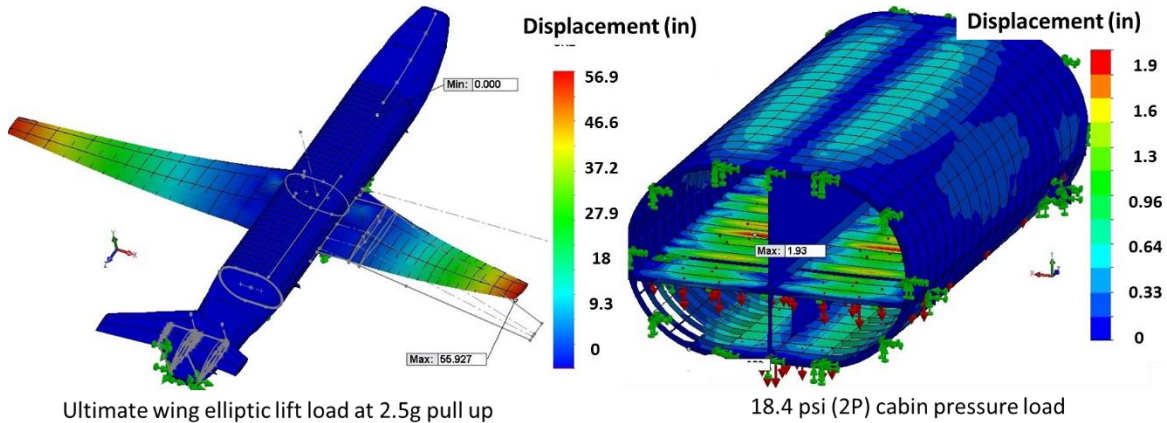 Displacement (in)
Min: 0.000
56.9
46.6
37.2
27.9
18
9.3
0
Max: 55.927
Ultimate wing elliptic lift load at 2.5g pull up
Displacement (in)
1.9
1.6
1.3
0.96
0.64
0.33
0
Max: 1.93
18.4 psi (2P) cabin pressure load